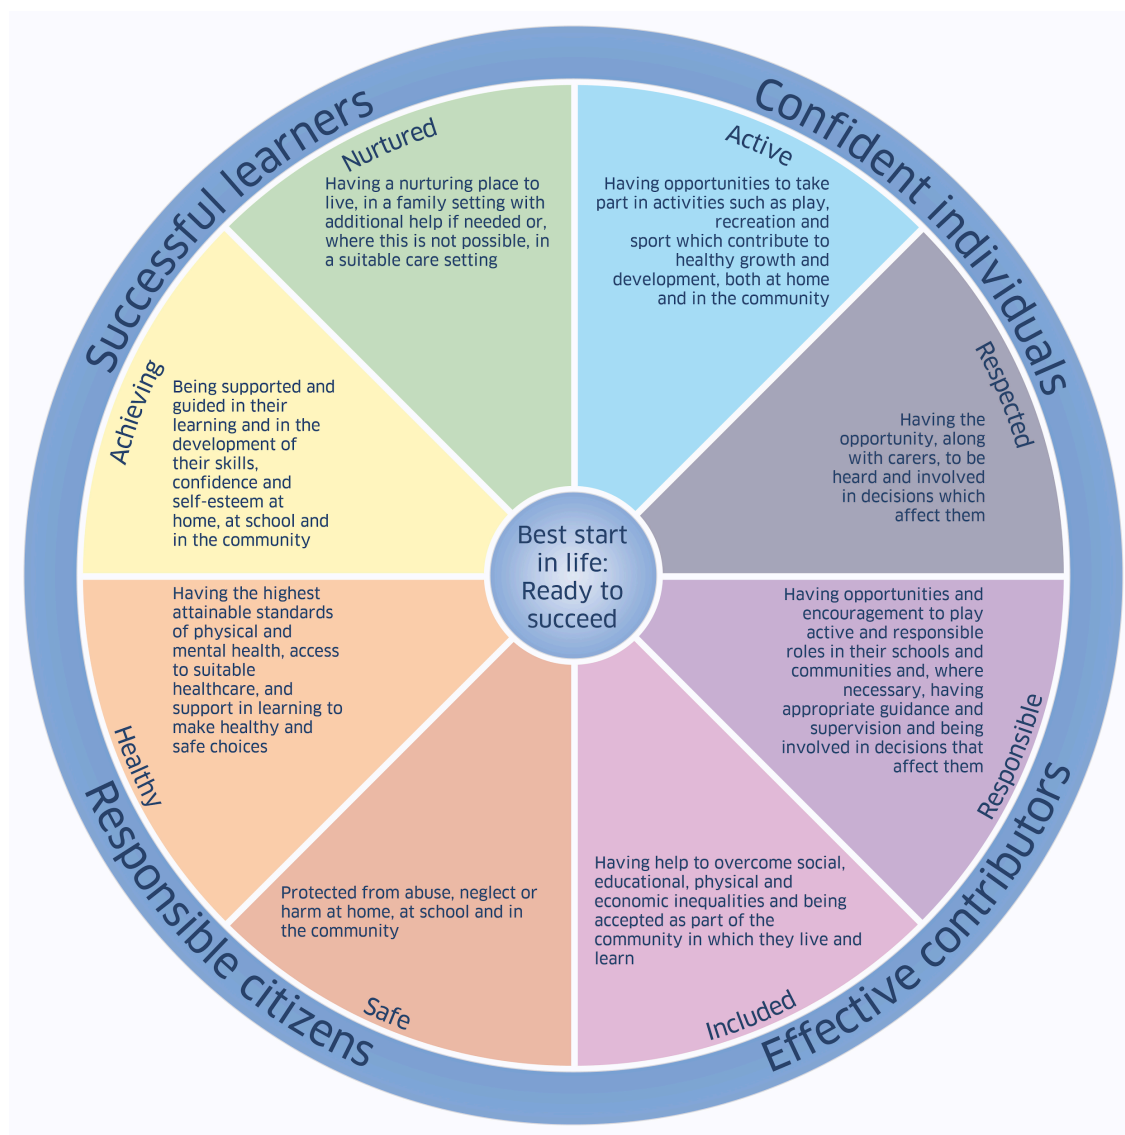 Successful learners
Confident individuals
Nurtured
Having a nurturing place to
live, in a family setting with
additional help if needed or,
where this is not possible, in
a suitable care setting
Active
Having opportunities to take
part in activities such as play,
recreation and
sport which contribute to
healthy growth and
development, both at home
and in the community
Achieving
Being supported and
guided in their
learning and in the
development of
their skills,
confidence and
self-esteem at
home, at school and
in the community
Respected
Having the
opportunity, along
with carers, to be
heard and involved
in decisions which
affect them
Best start
in life:
Ready to
succeed
Healthy
Having the highest
attainable standards
of physical and
mental health, access
to suitable
healthcare, and
support in learning to
make healthy and
safe choices
Responsible
Having opportunities and
encouragement to play
active and responsible
roles in their schools and
communities and, where
necessary, having
appropriate guidance and
supervision and being
involved in decisions that
affect them
Protected from abuse, neglect or
harm at home, at school and in
the community
Safe
Having help to overcome social,
educational, physical and
economic inequalities and being
accepted as part of the
community in which they live and
learn
Included
Responsible citizens
Effective contributors